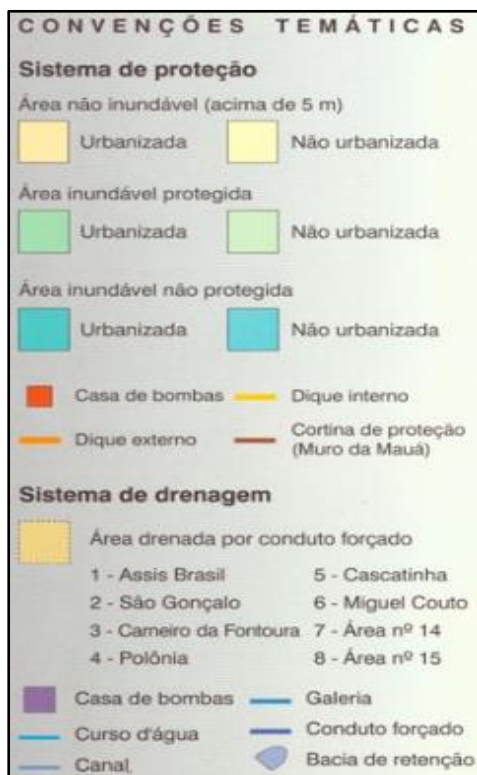 CONVENÇÕES TEMÁTICAS
Sistema de proteção
Área não inundável (acima de 5 m)
Urbanizada Não urbanizada
Área inundável protegida
Urbanizada Não urbanizada
Área inundável não protegida
Urbanizada Não urbanizada
Casa de bombas Dique interno
Dique externo Cortina de proteção (Muro da Mauá)
Sistema de drenagem
Área drenada por conduto forçado
1 - Assis Brasil 5 - Cascatinha
2 - São Gonçalo 6 - Miguel Couto
3 - Carneiro da Fontoura 7 - Área nº 14
4 - Polônia 8 - Área nº 15
Casa de bombas Galeria
Curso d'água Conduto forçado
Canal Bacia de retenção